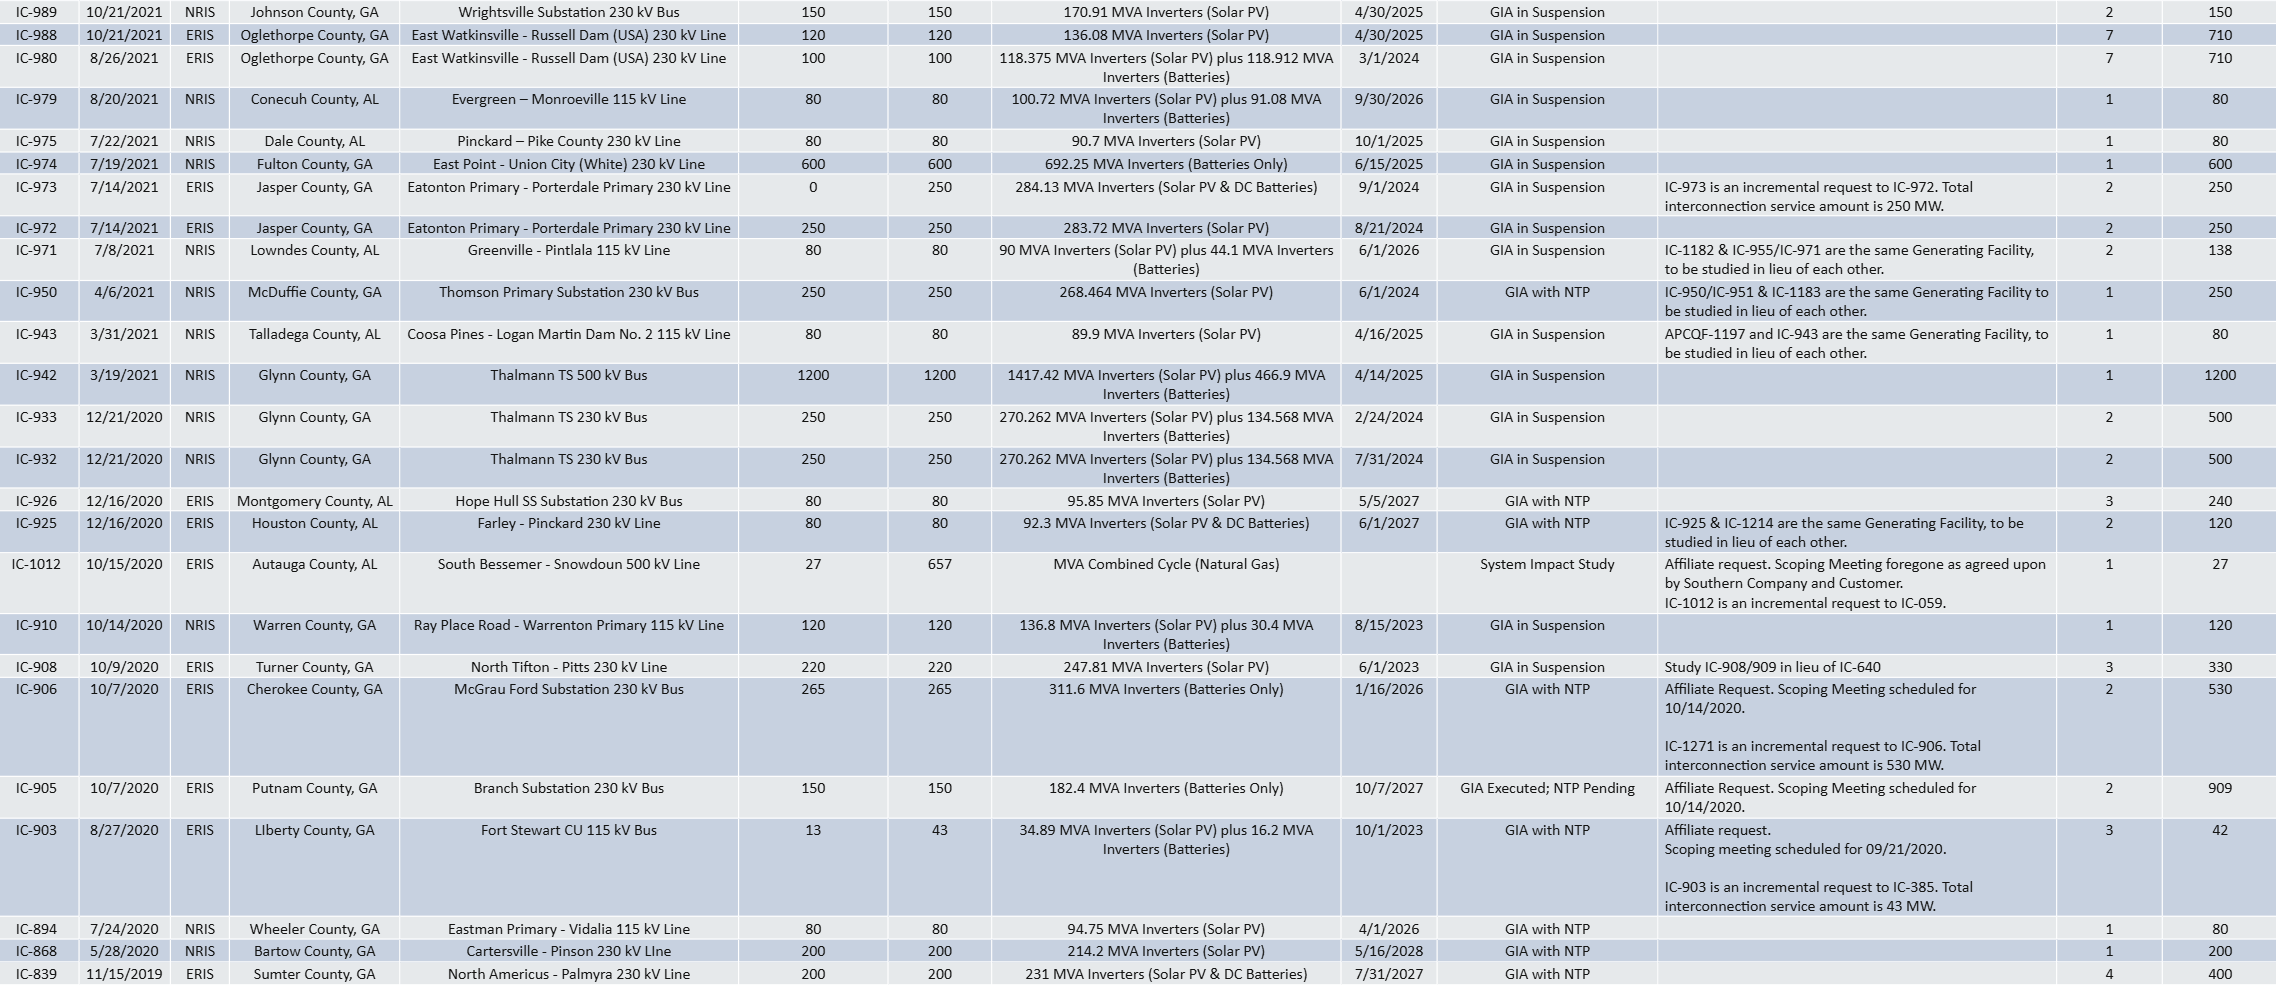 IC-989 10/21/2021 NRIS Johnson County, GA Wrightsville Substation 230 kV Bus 150 150 170.91 MVA Inverters (Solar PV) 4/30/2025 GIA in Suspension 2 150
IC-988 10/21/2021 ERIS Oglethorpe County, GA East Watkinsville - Russell Dam (USA) 230 kV Line 120 120 136.08 MVA Inverters (Solar PV) 4/30/2025 GIA in Suspension 7 710
IC-980 8/26/2021 ERIS Oglethorpe County, GA East Watkinsville - Russell Dam (USA) 230 kV Line 100 100 118.375 MVA Inverters (Solar PV) plus 118.912 MVA 3/1/2024 GIA in Suspension 7 710
Inverters (Batteries)
IC-979 8/20/2021 NRIS Conecuh County, AL Evergreen – Monroeville 115 kV Line 80 80 100.72 MVA Inverters (Solar PV) plus 91.08 MVA 9/30/2026 GIA in Suspension 1 80
Inverters (Batteries)
IC-975 7/22/2021 NRIS Dale County, AL Pinckard – Pike County 230 kV Line 80 80 90.7 MVA Inverters (Solar PV) 10/1/2025 GIA in Suspension 1 80
IC-974 7/19/2021 NRIS Fulton County, GA East Point - Union City (White) 230 kV Line 600 600 692.25 MVA Inverters (Batteries Only) 6/15/2025 GIA in Suspension 1 600
IC-973 7/14/2021 ERIS Jasper County, GA Eatonton Primary - Porterdale Primary 230 kV Line 0 250 284.13 MVA Inverters (Solar PV & DC Batteries) 9/1/2024 GIA in Suspension IC-973 is an incremental request to IC-972. Total 2 250
interconnection service amount is 250 MW.
IC-972 7/14/2021 ERIS Jasper County, GA Eatonton Primary - Porterdale Primary 230 kV Line 250 250 283.72 MVA Inverters (Solar PV) 8/21/2024 GIA in Suspension 2 250
IC-971 7/8/2021 NRIS Lowndes County, AL Greenville - Pintlala 115 kV Line 80 80 90 MVA Inverters (Solar PV) plus 44.1 MVA Inverters 6/1/2026 GIA in Suspension IC-1182 & IC-955/IC-971 are the same Generating Facility, 2 138
(Batteries) to be studied in lieu of each other.
IC-950 4/6/2021 NRIS McDuffie County, GA Thomson Primary Substation 230 kV Bus 250 250 268.464 MVA Inverters (Solar PV) 6/1/2024 GIA with NTP IC-950/IC-951 & IC-1183 are the same Generating Facility to 1 250
be studied in lieu of each other.
IC-943 3/31/2021 NRIS Talladega County, AL Coosa Pines - Logan Martin Dam No. 2 115 kV Line 80 80 89.9 MVA Inverters (Solar PV) 4/16/2025 GIA in Suspension APCQF-1197 and IC-943 are the same Generating Facility, to 1 80
be studied in lieu of each other.
IC-942 3/19/2021 NRIS Glynn County, GA Thalmann TS 500 kV Bus 1200 1200 1417.42 MVA Inverters (Solar PV) plus 466.9 MVA 4/14/2025 GIA in Suspension 1 1200
Inverters (Batteries)
IC-933 12/21/2020 NRIS Glynn County, GA Thalmann TS 230 kV Bus 250 250 270.262 MVA Inverters (Solar PV) plus 134.568 MVA 2/24/2024 GIA in Suspension 2 500
Inverters (Batteries)
IC-932 12/21/2020 NRIS Glynn County, GA Thalmann TS 230 kV Bus 250 250 270.262 MVA Inverters (Solar PV) plus 134.568 MVA 7/31/2024 GIA in Suspension 2 500
Inverters (Batteries)
IC-926 12/16/2020 ERIS Montgomery County, AL Hope Hull SS Substation 230 kV Bus 80 80 95.85 MVA Inverters (Solar PV) 5/5/2027 GIA with NTP 3 240
IC-925 12/16/2020 ERIS Houston County, AL Farley - Pinckard 230 kV Line 80 80 92.3 MVA Inverters (Solar PV & DC Batteries) 6/1/2027 GIA with NTP IC-925 & IC-1214 are the same Generating Facility, to be 2 120
studied in lieu of each other.
IC-1012 10/15/2020 ERIS Autauga County, AL South Bessemer - Snowdoun 500 kV Line 27 657 MVA Combined Cycle (Natural Gas) System Impact Study Affiliate request. Scoping Meeting foregone as agreed upon 1 27
by Southern Company and Customer.
IC-1012 is an incremental request to IC-059.
IC-910 10/14/2020 NRIS Warren County, GA Ray Place Road - Warrenton Primary 115 kV Line 120 120 136.8 MVA Inverters (Solar PV) plus 30.4 MVA 8/15/2023 GIA in Suspension 1 120
Inverters (Batteries)
IC-908 10/9/2020 ERIS Turner County, GA North Tifton - Pitts 230 kV Line 220 220 247.81 MVA Inverters (Solar PV) 6/1/2023 GIA in Suspension Study IC-908/909 in lieu of IC-640 3 330
IC-906 10/7/2020 ERIS Cherokee County, GA McGrau Ford Substation 230 kV Bus 265 265 311.6 MVA Inverters (Batteries Only) 1/16/2026 GIA with NTP Affiliate Request. Scoping Meeting scheduled for 2 530
10/14/2020.
IC-1271 is an incremental request to IC-906. Total
interconnection service amount is 530 MW.
IC-905 10/7/2020 ERIS Putnam County, GA Branch Substation 230 kV Bus 150 150 182.4 MVA Inverters (Batteries Only) 10/7/2027 GIA Executed; NTP Pending Affiliate Request. Scoping Meeting scheduled for 2 909
10/14/2020.
IC-903 8/27/2020 ERIS LIberty County, GA Fort Stewart CU 115 kV Bus 13 43 34.89 MVA Inverters (Solar PV) plus 16.2 MVA 10/1/2023 GIA with NTP Affiliate request. 3 42
Inverters (Batteries) Scoping meeting scheduled for 09/21/2020.
IC-903 is an incremental request to IC-385. Total
interconnection service amount is 43 MW.
IC-894 7/24/2020 NRIS Wheeler County, GA Eastman Primary - Vidalia 115 kV Line 80 80 94.75 MVA Inverters (Solar PV) 4/1/2026 GIA with NTP 1 80
IC-868 5/28/2020 NRIS Bartow County, GA Cartersville - Pinson 230 kV LIne 200 200 214.2 MVA Inverters (Solar PV) 5/16/2028 GIA with NTP 1 200
IC-839 11/15/2019 ERIS Sumter County, GA North Americus - Palmyra 230 kV Line 200 200 231 MVA Inverters (Solar PV & DC Batteries) 7/31/2027 GIA with NTP 4 400